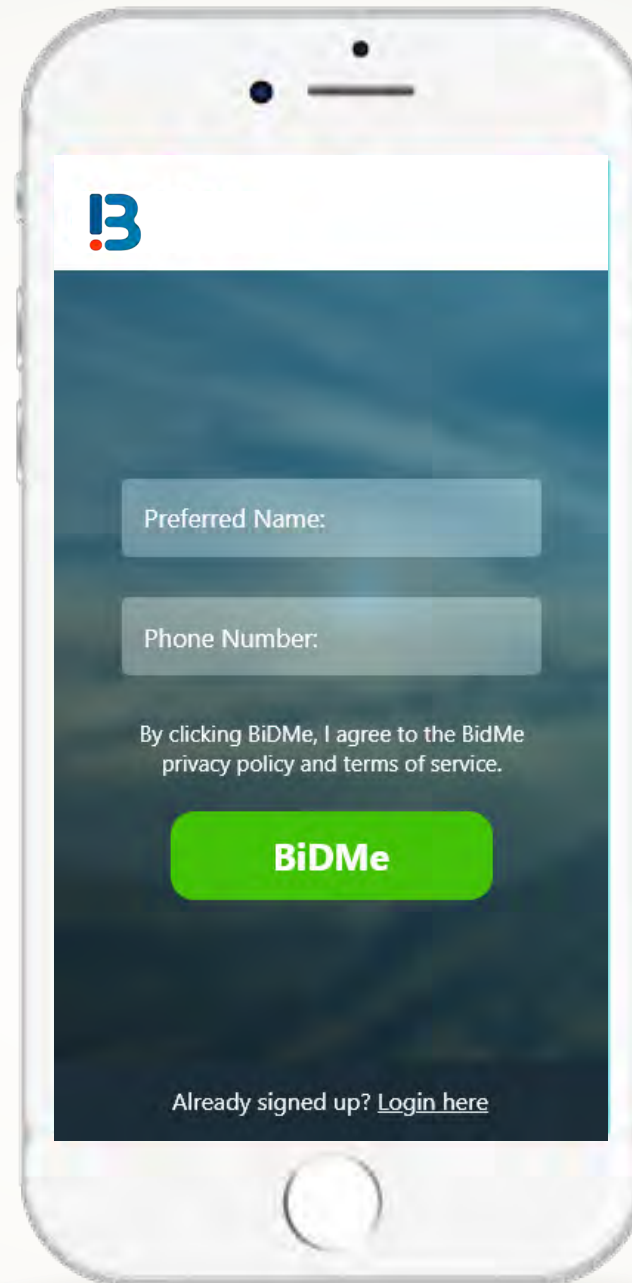 B
Preferred Name:
Phone Number:
By clicking BiDMe, I agree to the BidMe
privacy policy and terms of service.
BiDMe
Already signed up? Login here